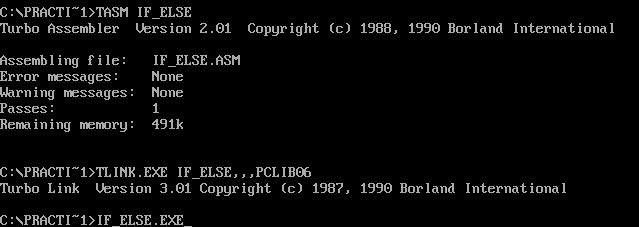 C:\PRACTI~1>TASM IF_ELSE
Turbo Assembler  Version 2.01  Copyright (c) 1988, 1990 Borland International
Assembling file:   IF_ELSE.ASM
Error messages:    None
Warning messages:  None
Passes:            1
Remaining memory:  491k
C:\PRACTI~1>TLINK.EXE IF_ELSE,,,PCLIB06
Turbo Link  Version 3.01 Copyright (c) 1987, 1990 Borland International
C:\PRACTI~1>IF_ELSE.EXE_